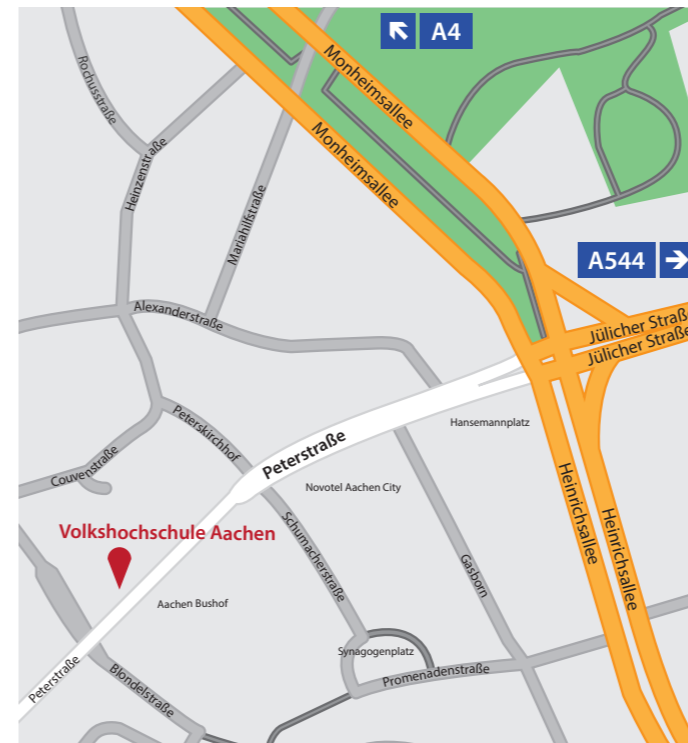 A4
Monheimsallee
Rochusstraße
Monheimsallee
Heinzenstraße
Mariahilfstraße
A544
Alexanderstraße
Jülicher Straße
Jülicher Straße
Peterskirchhof
Hansemannplatz
Peterstraße
Couvenstraße
Novotel Aachen City
Heinrichsallee
Heinrichsallee
Volkshochschule Aachen
Schumacherstraße
Gasborn
Aachen Bushof
Synagogenplatz
Peterstraße
Blondelstraße
Promenadenstraße